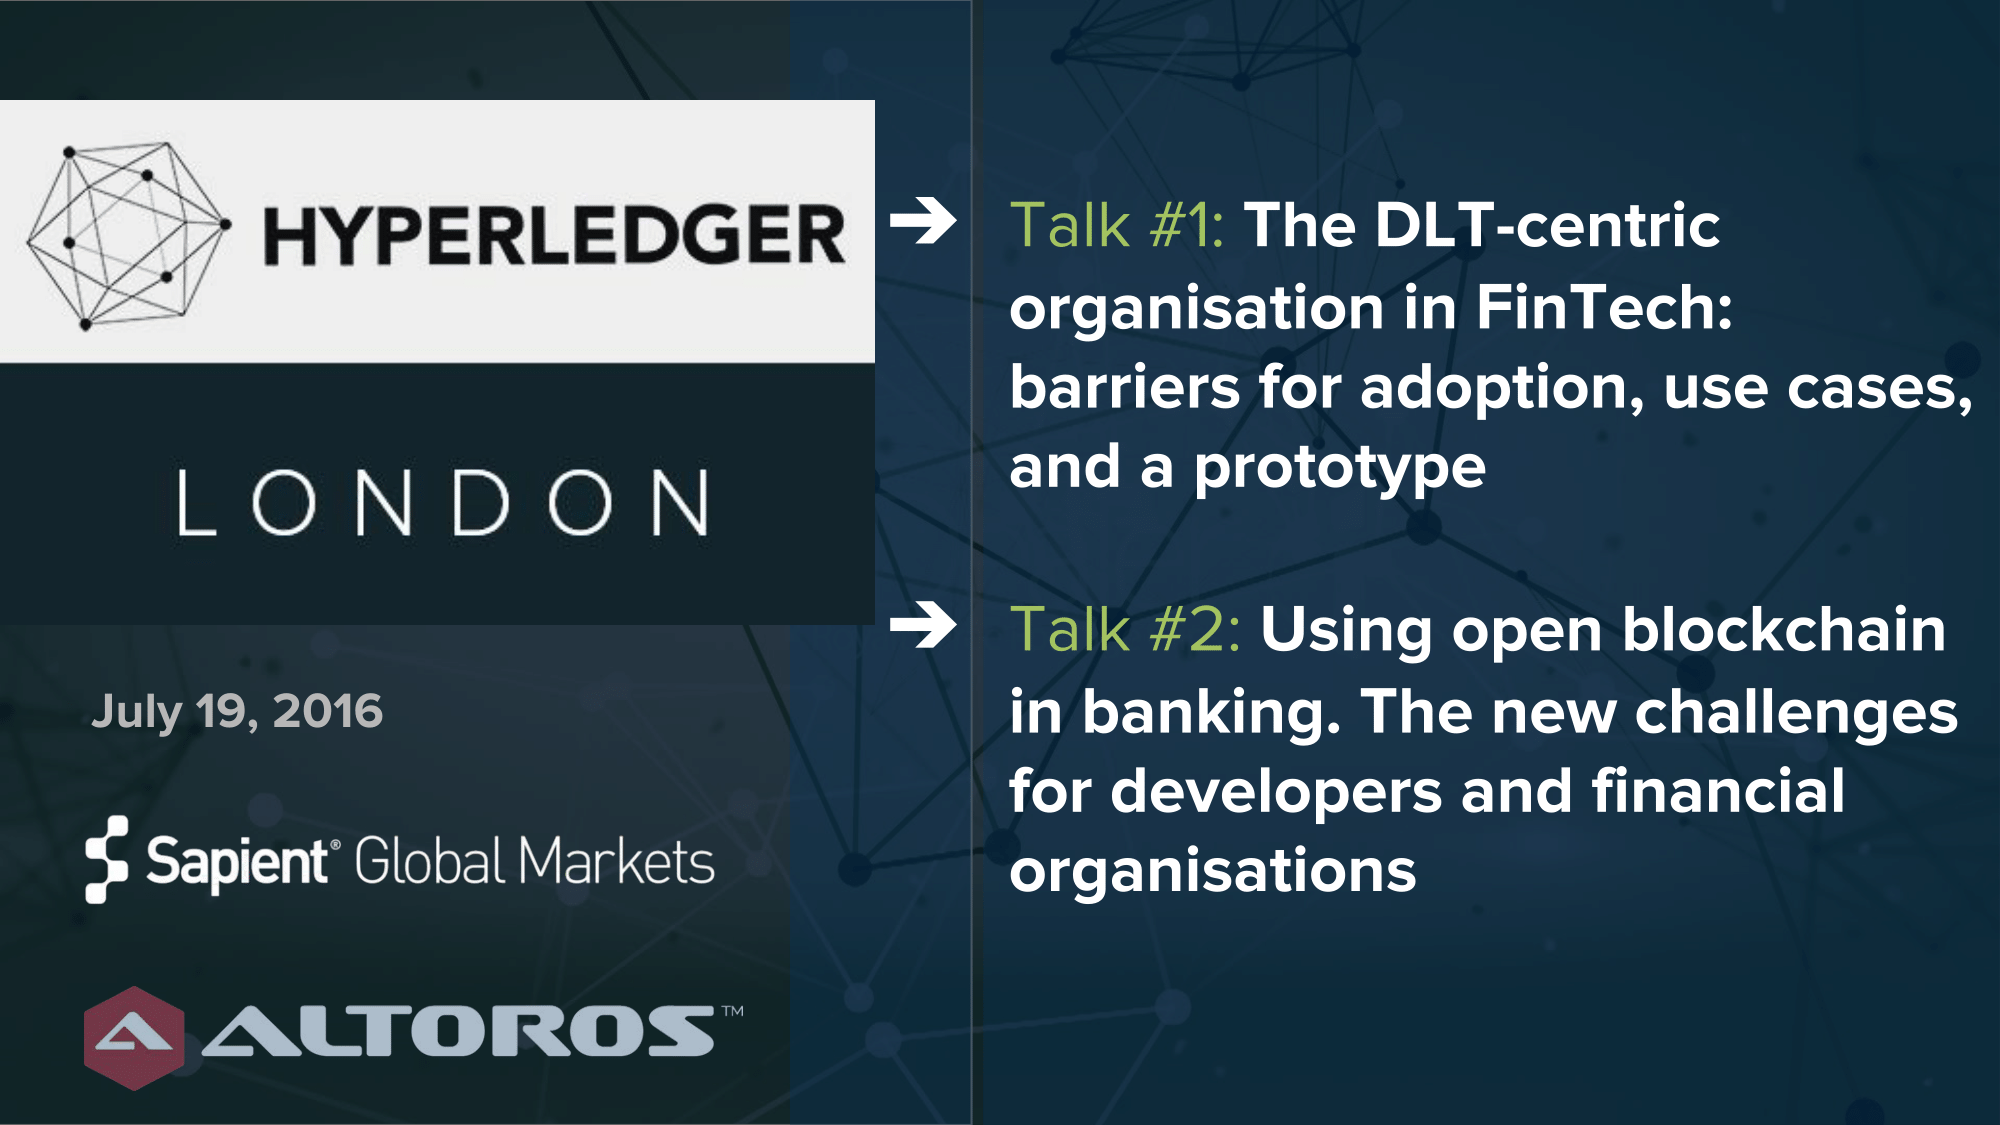 HYPERLEDGER
LONDON
July 19, 2016
Sapient® Global Markets
ALTOROS™
➔ Talk #1: The DLT-centric
organisation in FinTech:
barriers for adoption, use cases,
and a prototype
➔ Talk #2: Using open blockchain
in banking. The new challenges
for developers and financial
organisations